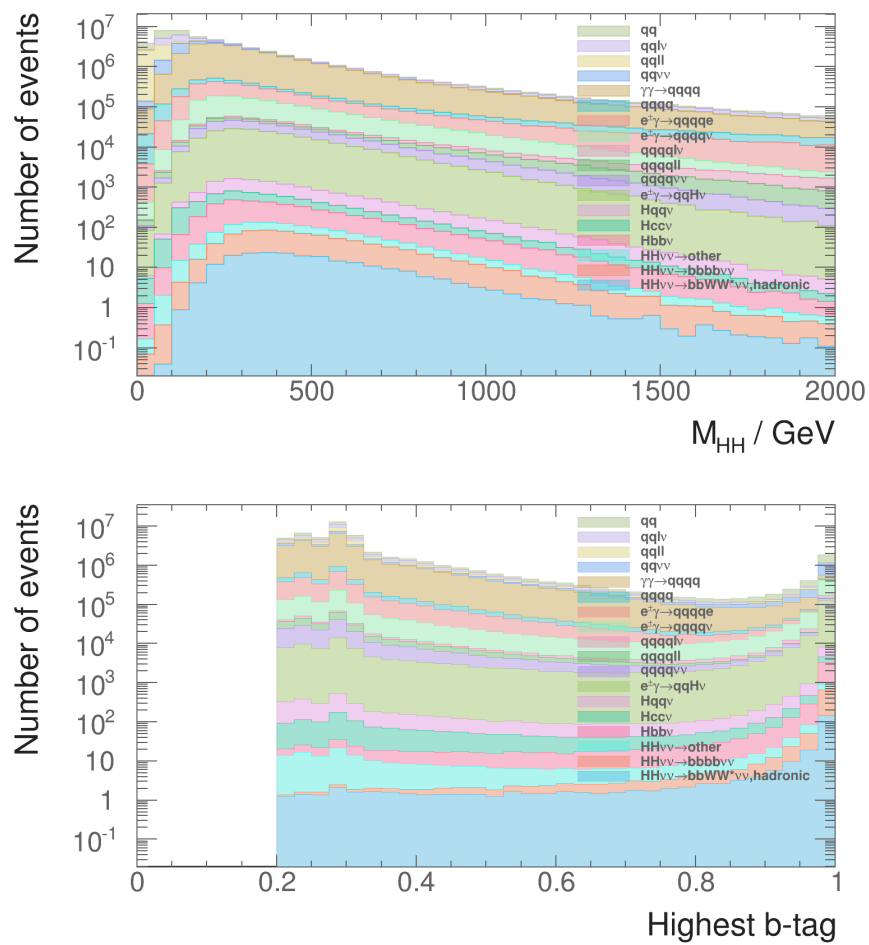 Number of events
10^7
10^6
10^5
10^4
10^3
10^2
10
1
10^-1
qq
qqlν
qqll
qqνν
γγ→qqqq
qqqq
e^±γ→qqqqe
e^±γ→qqqqν
qqqqlν
qqqqll
qqqqνν
e^±γ→qqHν
Hqqν
Hccν
Hbbν
HHνν→other
HHνν→bbbbνν
HHνν→bbWW*νν,hadronic
0 500 1000 1500 2000
M_HH / GeV
Number of events
10^7
10^6
10^5
10^4
10^3
10^2
10
1
10^-1
qq
qqlν
qqll
qqνν
γγ→qqqq
qqqq
e^±γ→qqqqe
e^±γ→qqqqν
qqqqlν
qqqqll
qqqqνν
e^±γ→qqHν
Hqqν
Hccν
Hbbν
HHνν→other
HHνν→bbbbνν
HHνν→bbWW*νν,hadronic
0 0.2 0.4 0.6 0.8 1
Highest b-tag